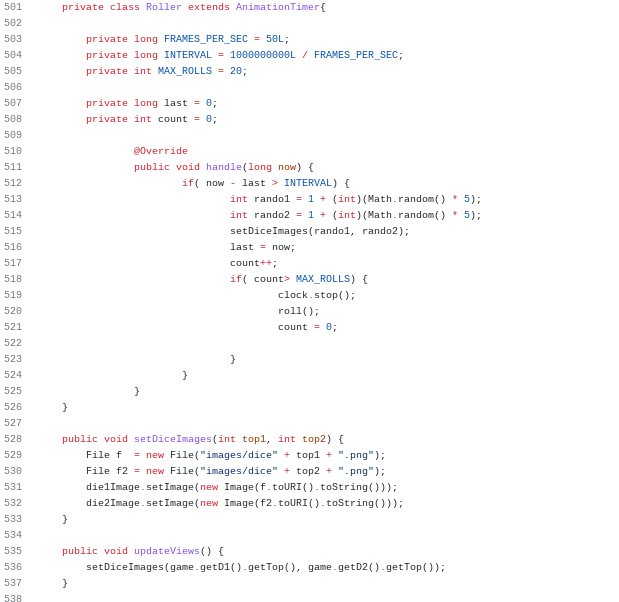 501 private class Roller extends AnimationTimer{
502
503 private long FRAMES_PER_SEC = 50L;
504 private long INTERVAL = 1000000000L / FRAMES_PER_SEC;
505 private int MAX_ROLLS = 20;
506
507 private long last = 0;
508 private int count = 0;
509
510 @Override
511 public void handle(long now) {
512 if( now - last > INTERVAL) {
513 int rando1 = 1 + (int)(Math.random() * 5);
514 int rando2 = 1 + (int)(Math.random() * 5);
515 setDiceImages(rando1, rando2);
516 last = now;
517 count++;
518 if( count> MAX_ROLLS) {
519 clock.stop();
520 roll();
521 count = 0;
522
523 }
524 }
525 }
526 }
527
528 public void setDiceImages(int top1, int top2) {
529 File f  = new File("images/dice" + top1 + ".png");
530 File f2 = new File("images/dice" + top2 + ".png");
531 die1Image.setImage(new Image(f.toURI().toString()));
532 die2Image.setImage(new Image(f2.toURI().toString()));
533 }
534
535 public void updateViews() {
536 setDiceImages(game.getD1().getTop(), game.getD2().getTop());
537 }
538